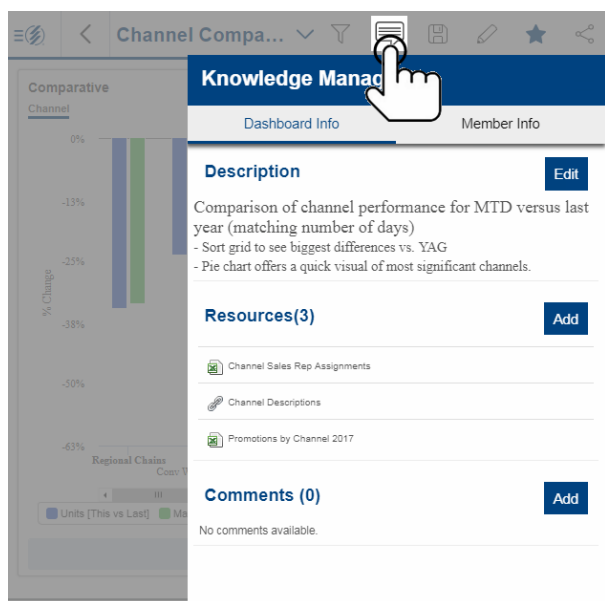 Channel Compa...
Comparative
Channel
Knowledge Manag
Dashboard Info
Member Info
Description
Edit
Comparison of channel performance for MTD versus last
year (matching number of days)
- Sort grid to see biggest differences vs. YAG
- Pie chart offers a quick visual of most significant channels.
Resources(3)
Add
Channel Sales Rep Assignments
Channel Descriptions
Promotions by Channel 2017
Comments (0)
Add
No comments available.
0%
-13%
-25%
-38%
-50%
-63%
% Change
Regional Chains
Conv
Units [This vs Last]
Ma